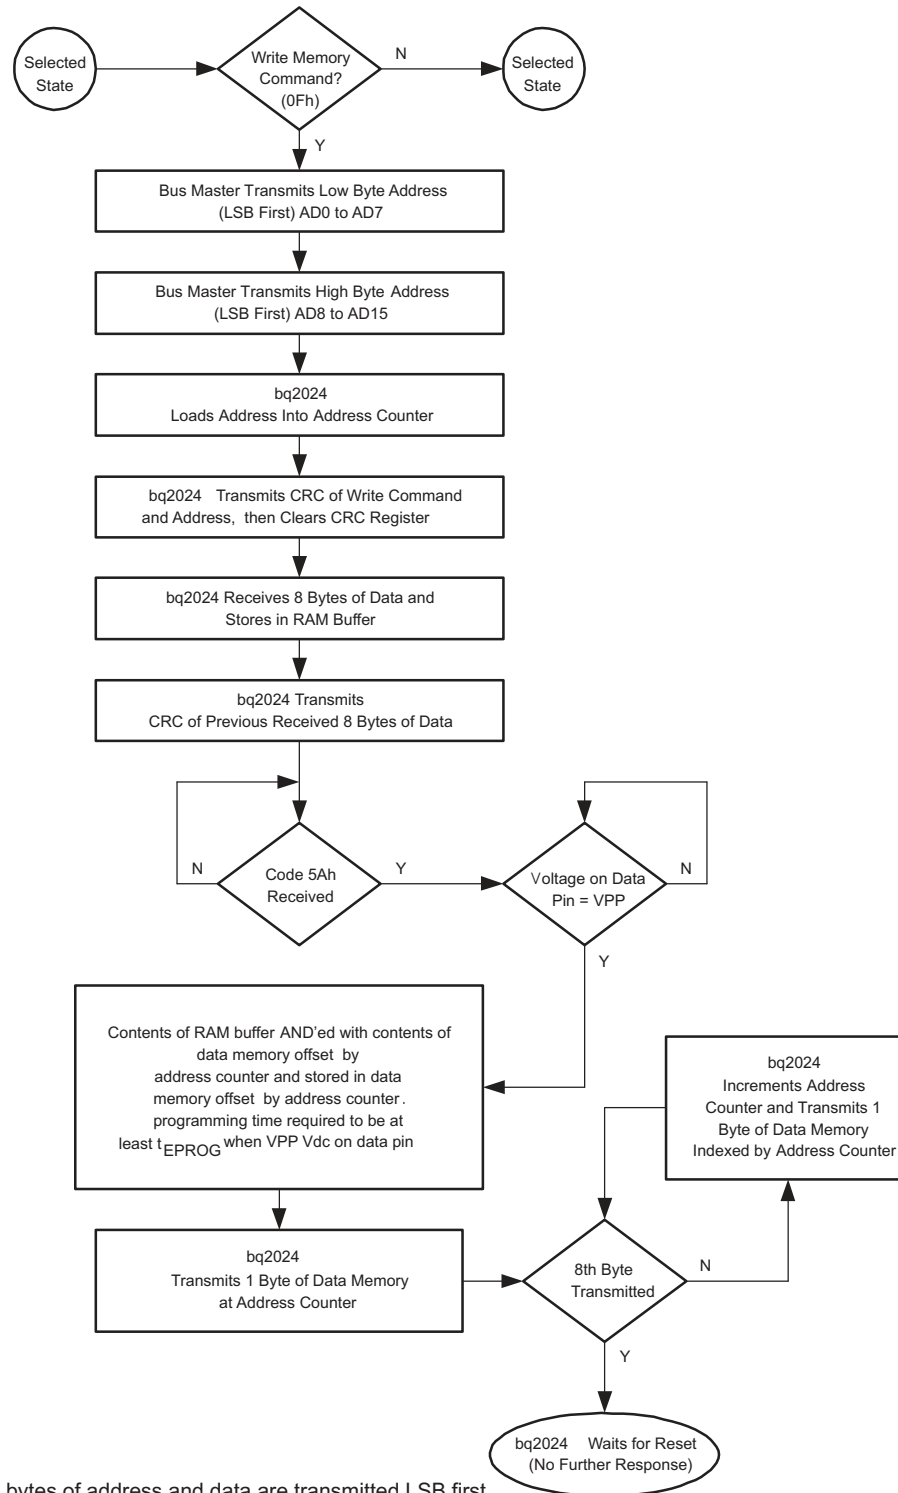 Selected
State
Write Memory
Command?
(0Fh)
N
Selected
State
Y
Bus Master Transmits Low Byte Address
(LSB First) AD0 to AD7
Bus Master Transmits High Byte Address
(LSB First) AD8 to AD15
bq2024
Loads Address Into Address Counter
bq2024 Transmits CRC of Write Command
and Address, then Clears CRC Register
bq2024 Receives 8 Bytes of Data and
Stores in RAM Buffer
bq2024 Transmits
CRC of Previous Received 8 Bytes of Data
N
Code 5Ah
Received
Y
Voltage on Data
Pin = VPP
N
Y
Contents of RAM buffer AND'ed with contents of
data memory offset by
address counter and stored in data
memory offset by address counter.
programming time required to be at
least tEPROG when VPP Vdc on data pin
bq2024
Increments Address
Counter and Transmits 1
Byte of Data Memory
Indexed by Address Counter
bq2024
Transmits 1 Byte of Data Memory
at Address Counter
8th Byte
Transmitted
N
Y
bq2024 Waits for Reset
(No Further Response)
bytes of address and data are transmitted LSB first